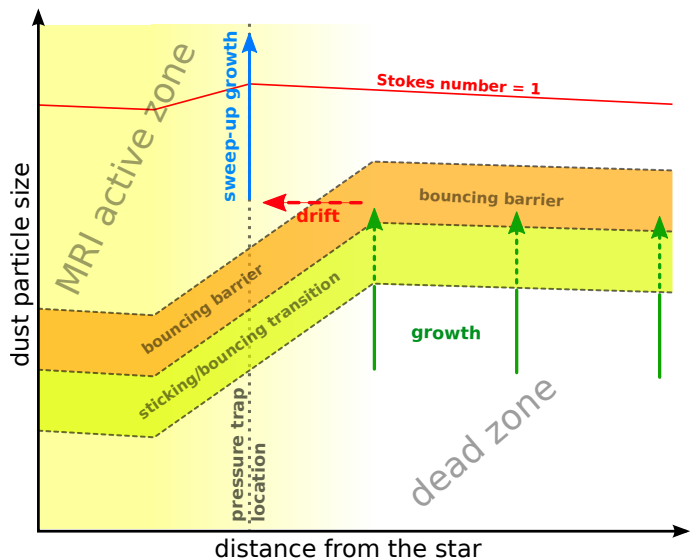 dust particle size
MRI active zone
sweep-up growth
Stokes number = 1
drift
bouncing barrier
bouncing barrier
sticking/bouncing transition
growth
pressure trap
location
dead zone
distance from the star